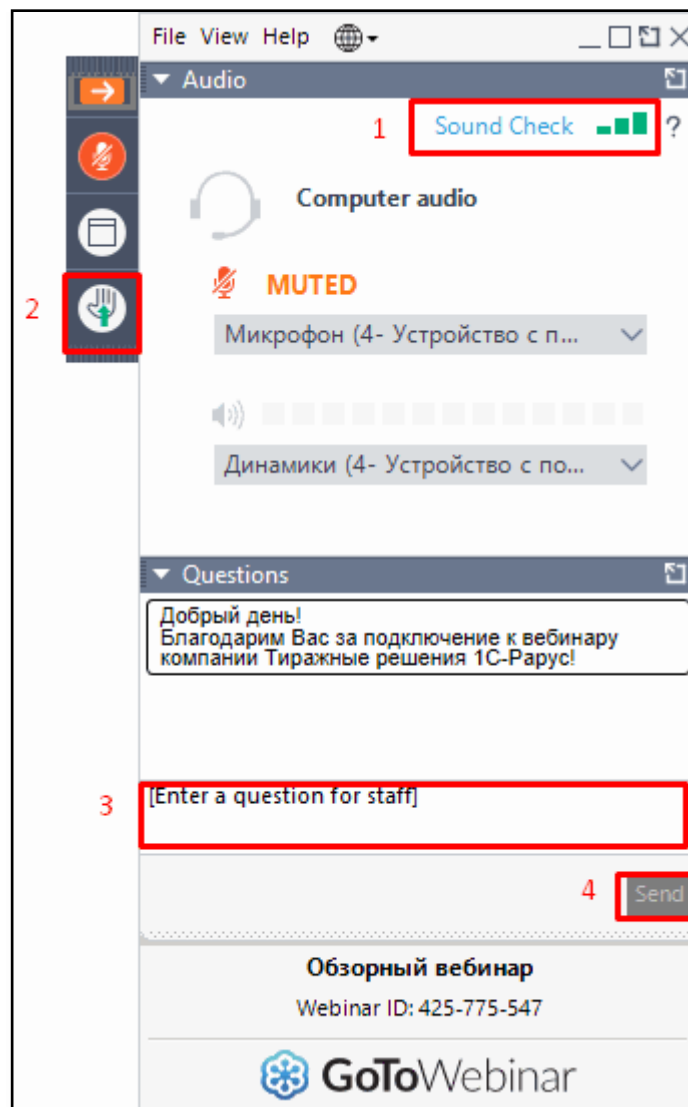 File View Help
Audio
1 Sound Check ?
Computer audio
2
MUTED
Микрофон (4- Устройство с п...
Динамики (4- Устройство с по...
Questions
Добрый день!
Благодарим Вас за подключение к вебинару
компании Тиражные решения 1С-Рарус!
3 [Enter a question for staff]
4 Send
Обзорный вебинар
Webinar ID: 425-775-547
GoToWebinar